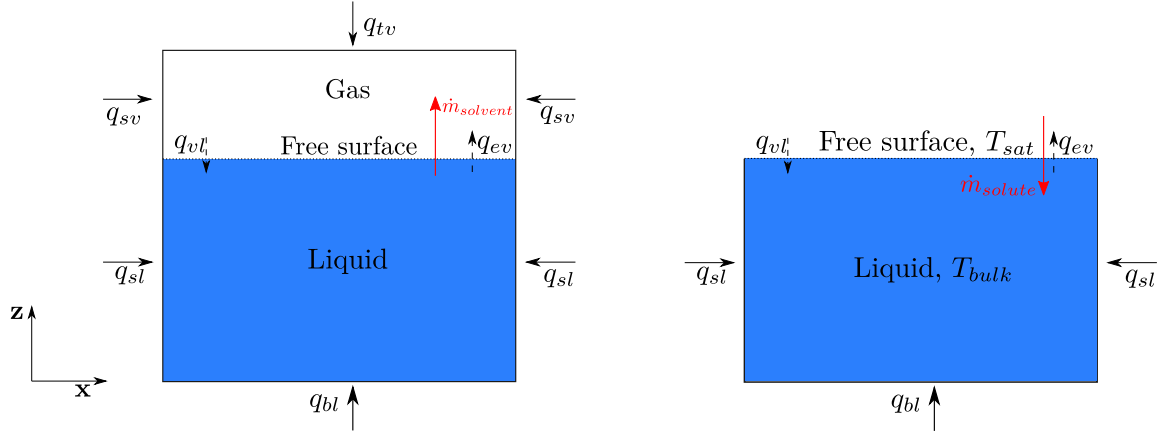 q_{tv}
Gas
q_{sv}
\dot{m}_{solvent}
q_{sv}
q_{vl}
Free surface
q_{ev}
q_{sl}
Liquid
q_{sl}
z
x
q_{bl}
q_{vl}
Free surface, T_{sat}
q_{ev}
\dot{m}_{solute}
q_{sl}
Liquid, T_{bulk}
q_{sl}
q_{bl}